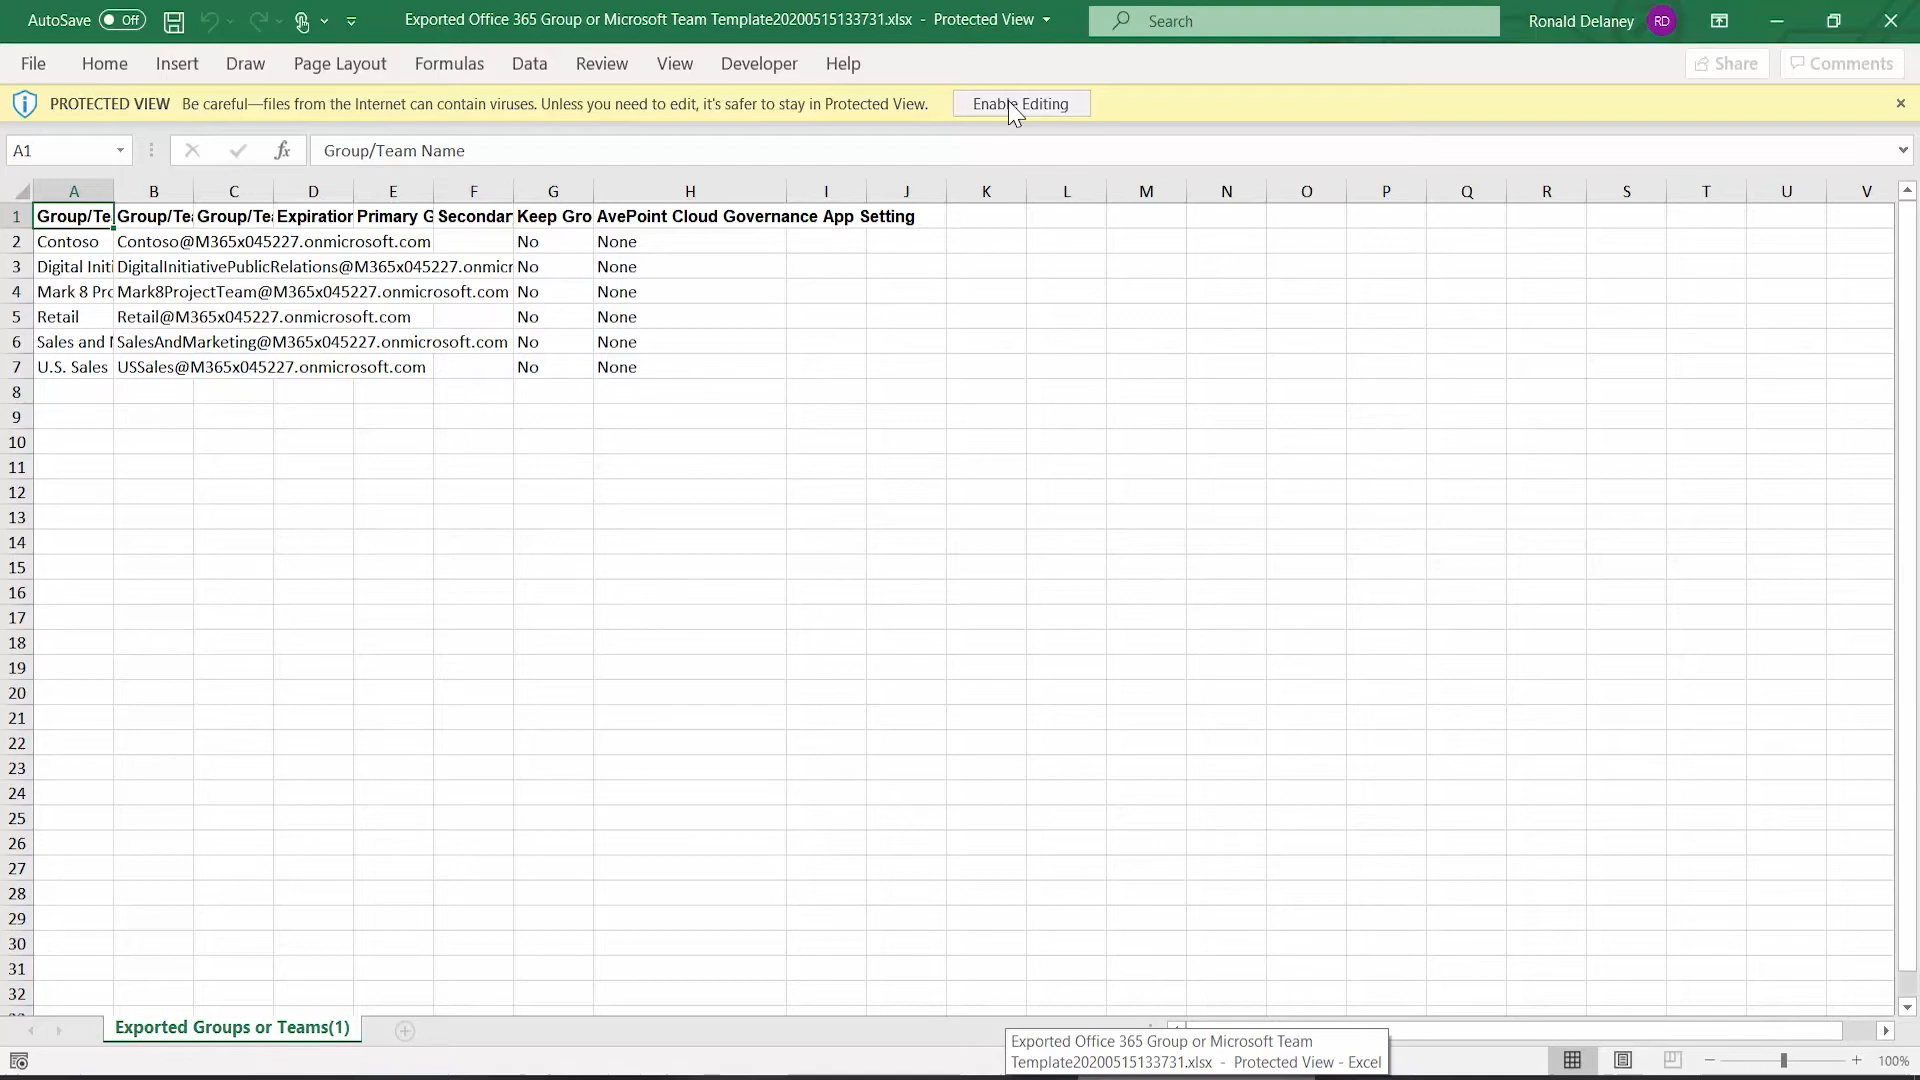 AutoSave Off Exported Office 365 Group or Microsoft Team Template20200515133731.xlsx - Protected View Search Ronald Delaney RD
File Home Insert Draw Page Layout Formulas Data Review View Developer Help Share Comments
PROTECTED VIEW Be careful—files from the Internet can contain viruses. Unless you need to edit, it's safer to stay in Protected View. Enable Editing
A1 fx Group/Team Name
A B C D E F G H I J K L M N O P Q R S T U V
1 Group/Te Group/Tea Group/Tea Expiration Primary G Secondar Keep Gro AvePoint Cloud Governance App Setting
2 Contoso Contoso@M365x045227.onmicrosoft.com No None
3 Digital Initi DigitalInitiativePublicRelations@M365x045227.onmicr No None
4 Mark 8 Pro Mark8ProjectTeam@M365x045227.onmicrosoft.com No None
5 Retail Retail@M365x045227.onmicrosoft.com No None
6 Sales and M SalesAndMarketing@M365x045227.onmicrosoft.com No None
7 U.S. Sales USSales@M365x045227.onmicrosoft.com No None
8
9
10
11
12
13
14
15
16
17
18
19
20
21
22
23
24
25
26
27
28
29
30
31
32
Exported Groups or Teams(1)
Exported Office 365 Group or Microsoft Team
Template20200515133731.xlsx - Protected View - Excel
100%